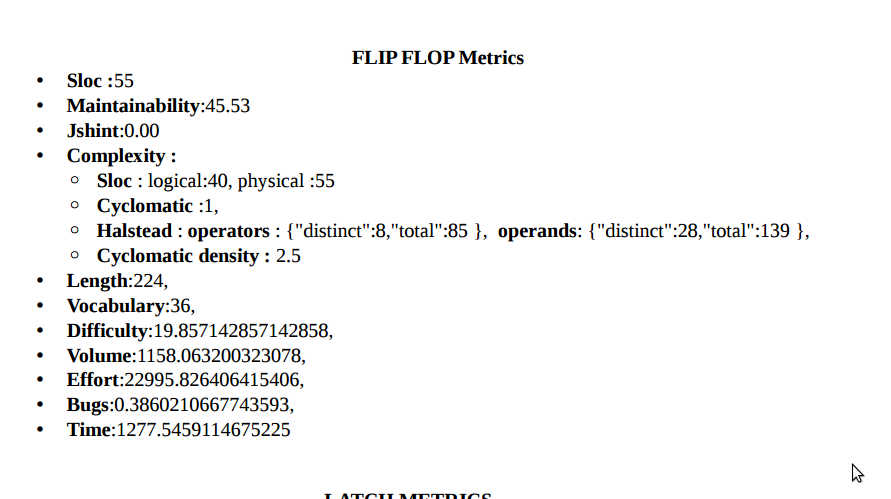 FLIP FLOP Metrics
• Sloc :55
• Maintainability:45.53
• Jshint:0.00
• Complexity :
◦ Sloc : logical:40, physical :55
◦ Cyclomatic :1,
◦ Halstead : operators : {"distinct":8,"total":85 }, operands: {"distinct":28,"total":139 },
◦ Cyclomatic density : 2.5
• Length:224,
• Vocabulary:36,
• Difficulty:19.857142857142858,
• Volume:1158.063200323078,
• Effort:22995.826406415406,
• Bugs:0.3860210667743593,
• Time:1277.5459114675225
LATCH METRICS